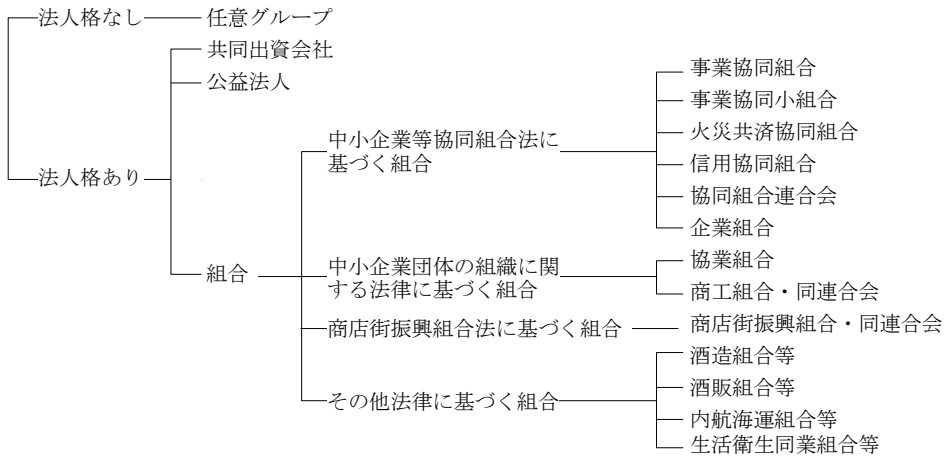 法人格なし
任意グループ
共同出資会社
公益法人
法人格あり
組合
中小企業等協同組合法に
基づく組合
事業協同組合
事業協同小組合
火災共済協同組合
信用協同組合
協同組合連合会
企業組合
中小企業団体の組織に関
する法律に基づく組合
協業組合
商工組合・同連合会
商店街振興組合法に基づく組合
商店街振興組合・同連合会
その他法律に基づく組合
酒造組合等
酒販組合等
内航海運組合等
生活衛生同業組合等